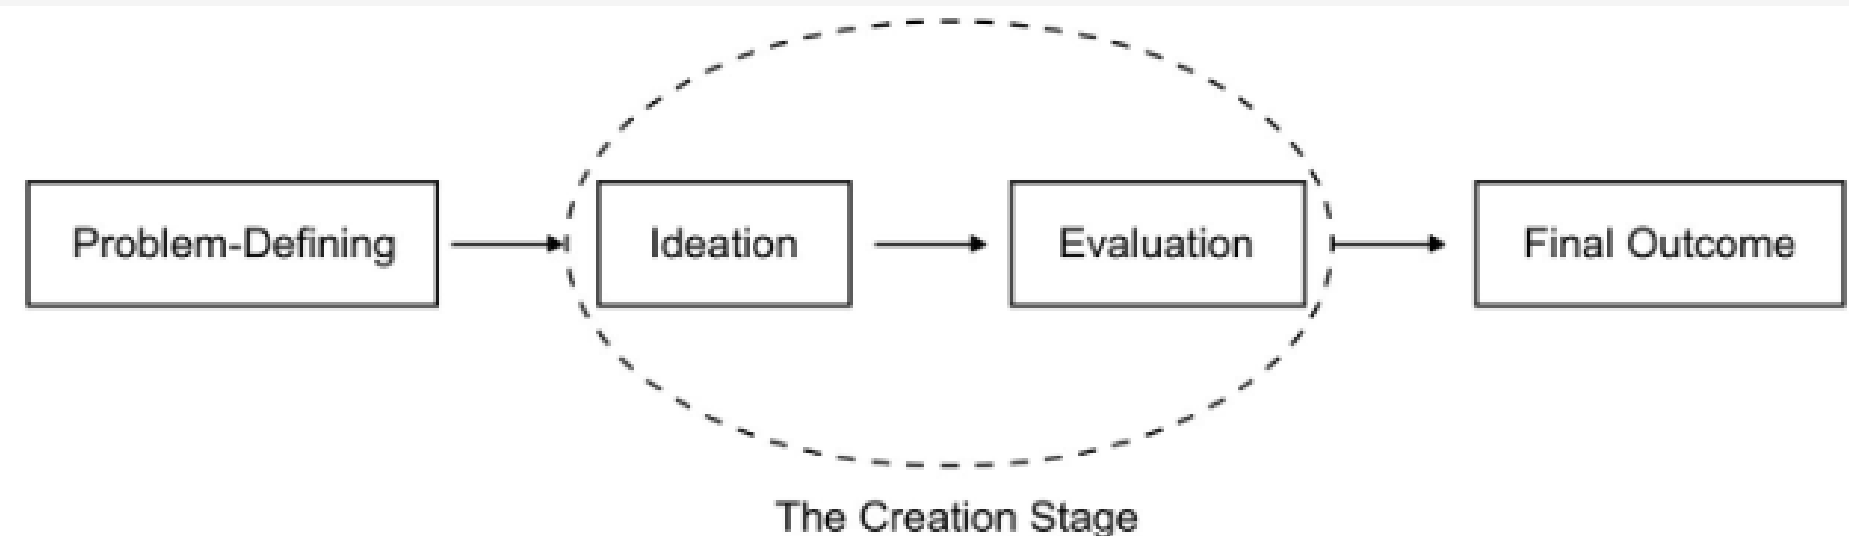 Problem-Defining
Ideation
Evaluation
Final Outcome
The Creation Stage